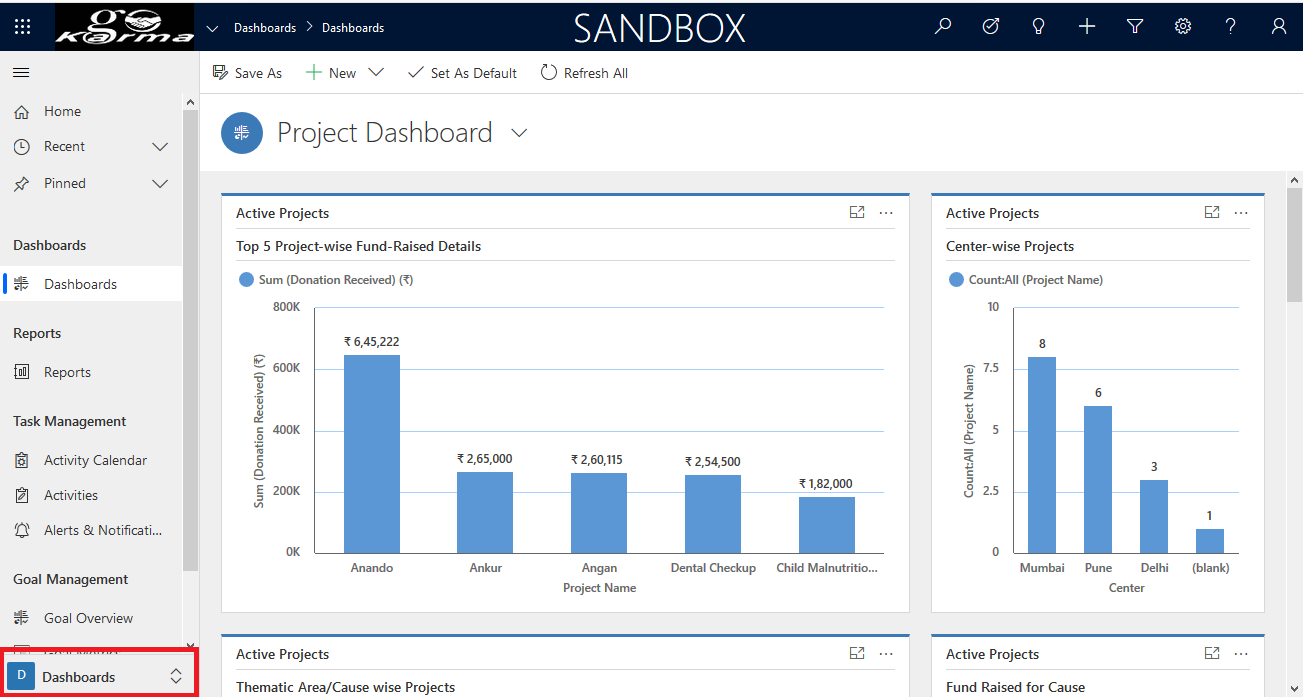 go karma
Dashboards > Dashboards
SANDBOX
Save As
New
Set As Default
Refresh All
Home
Recent
Pinned
Dashboards
Dashboards
Reports
Reports
Task Management
Activity Calendar
Activities
Alerts & Notificati...
Goal Management
Goal Overview
D Dashboards
Project Dashboard
Active Projects
Top 5 Project-wise Fund-Raised Details
Sum (Donation Received) (₹)
Sum (Donation Received) (₹)
800K
600K
400K
200K
0K
₹ 6,45,222
₹ 2,65,000
₹ 2,60,115
₹ 2,54,500
₹ 1,82,000
Anando
Ankur
Angan
Dental Checkup
Child Malnutritio...
Project Name
Active Projects
Center-wise Projects
Count:All (Project Name)
Count:All (Project Name)
10
7.5
5
2.5
0
8
6
3
1
Mumbai
Pune
Delhi
(blank)
Center
Active Projects
Thematic Area/Cause wise Projects
Active Projects
Fund Raised for Cause